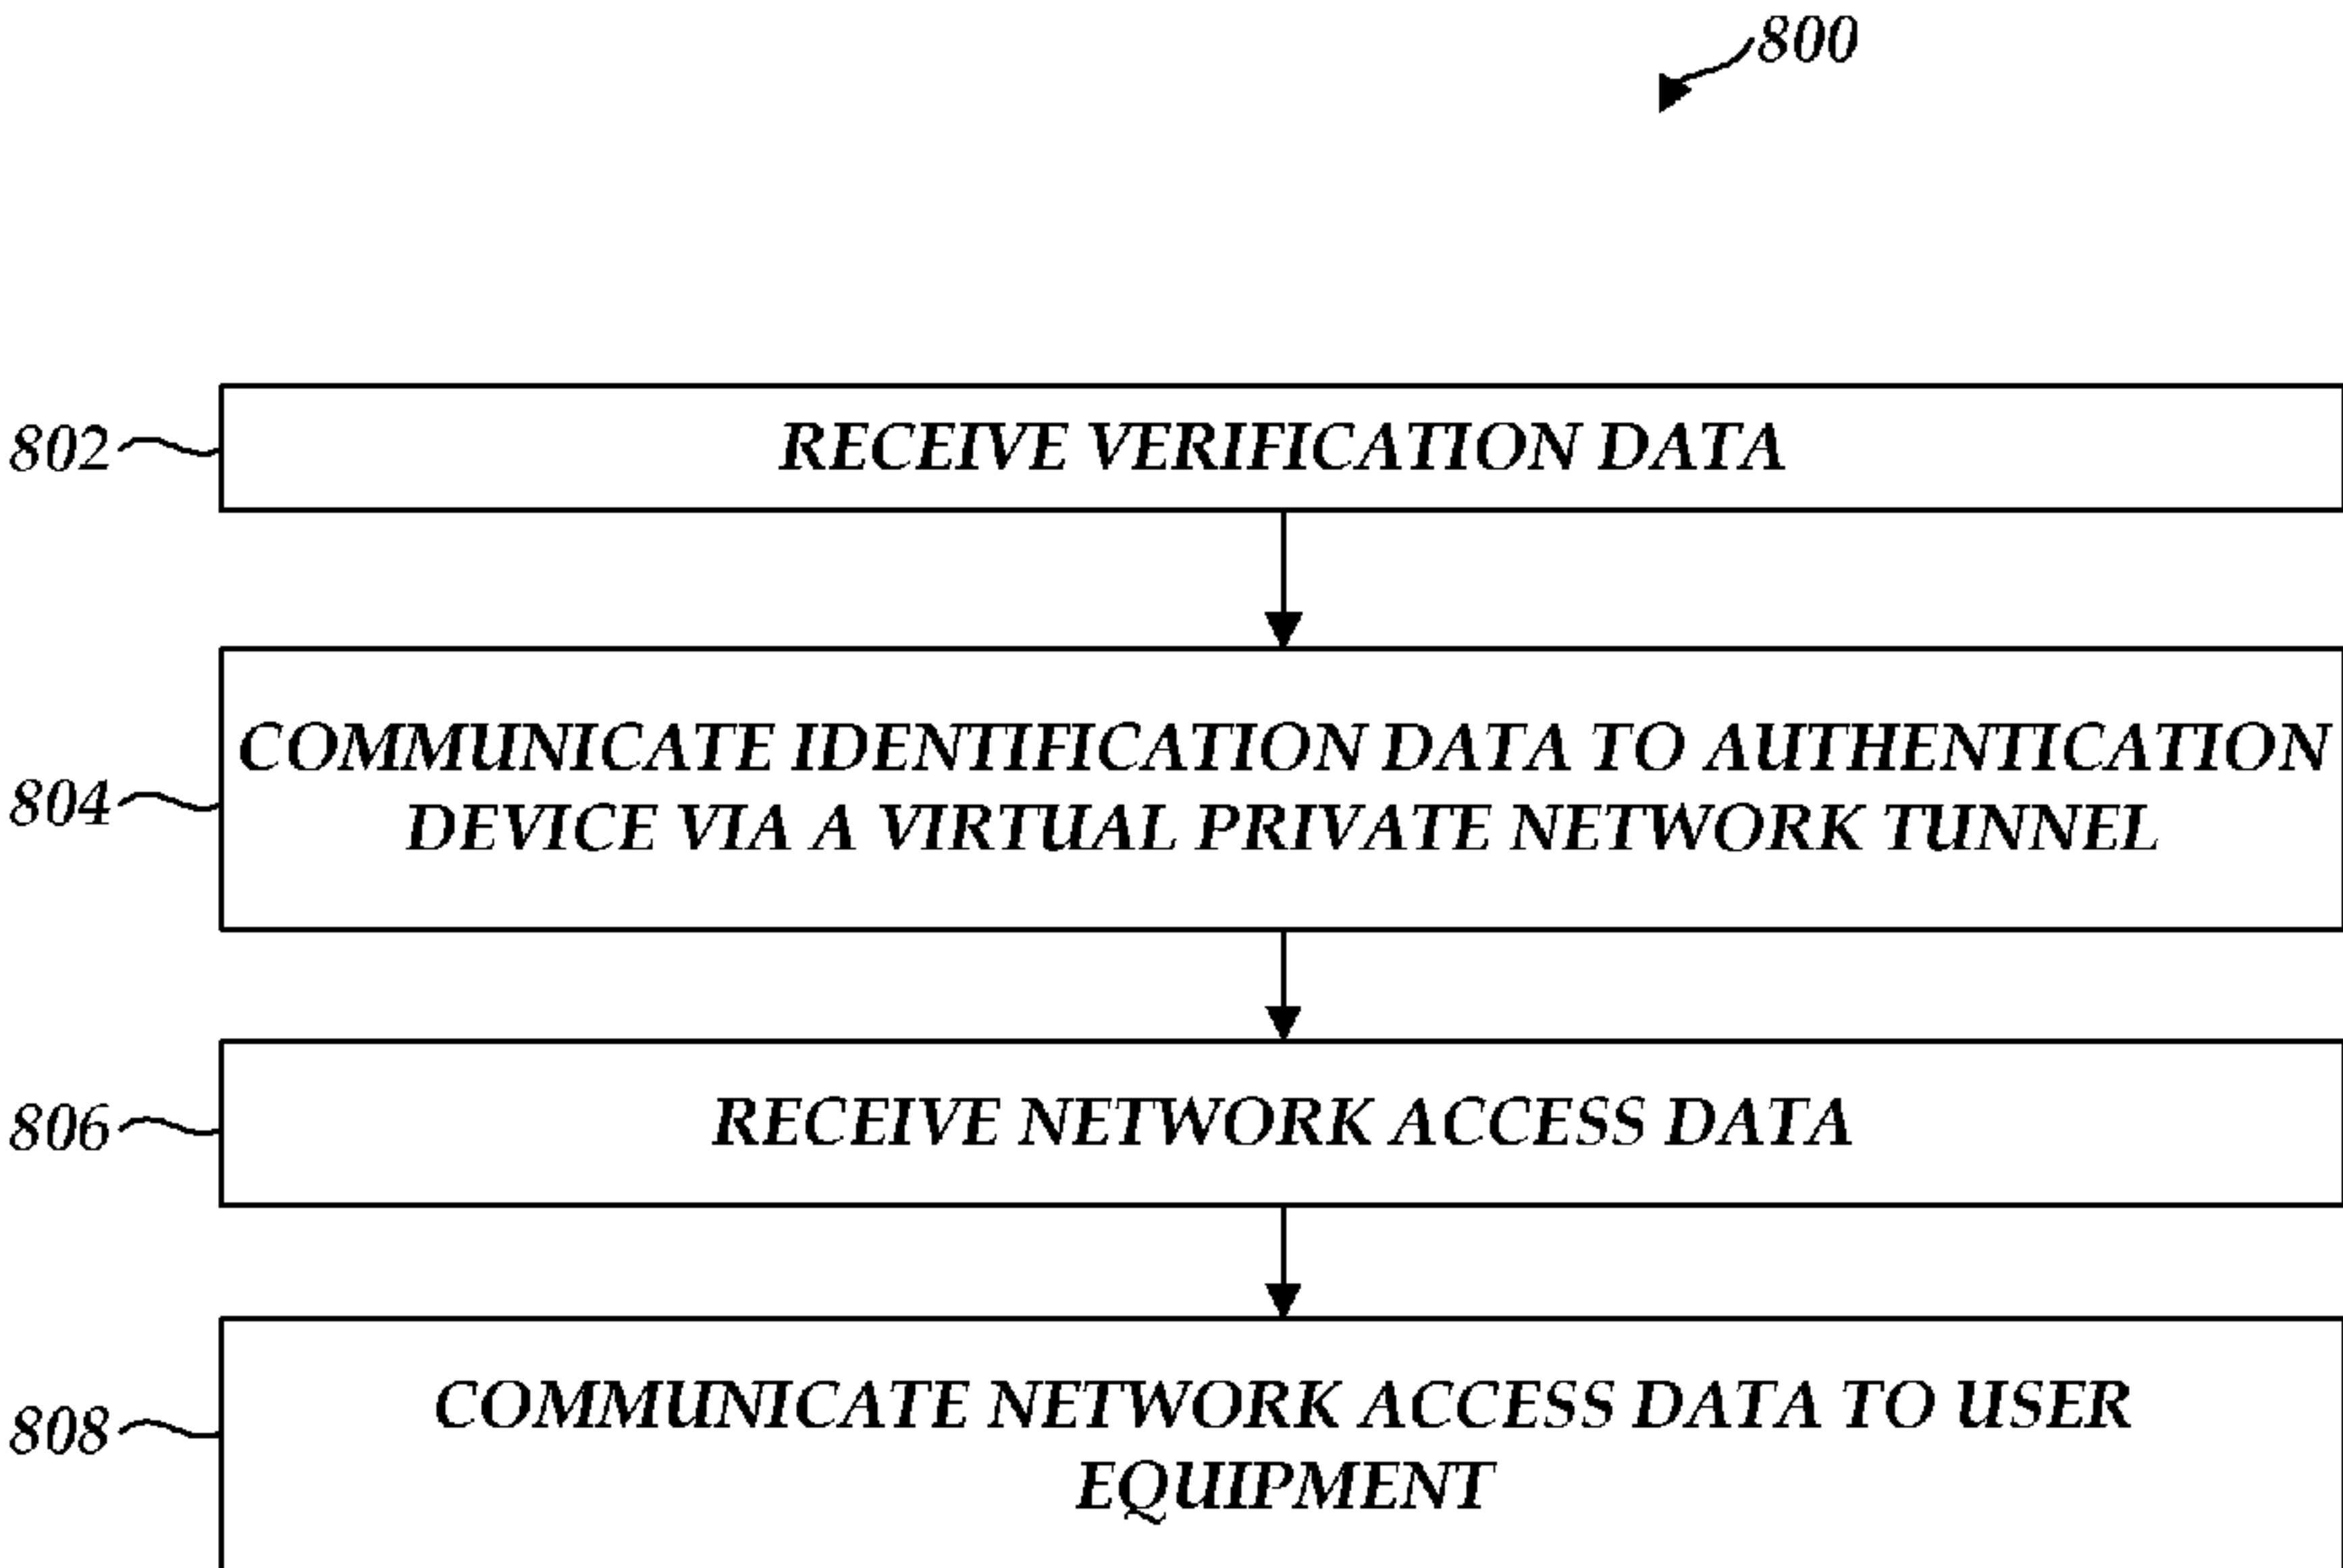 800
802
RECEIVE VERIFICATION DATA
804
COMMUNICATE IDENTIFICATION DATA TO AUTHENTICATION
DEVICE VIA A VIRTUAL PRIVATE NETWORK TUNNEL
806
RECEIVE NETWORK ACCESS DATA
808
COMMUNICATE NETWORK ACCESS DATA TO USER
EQUIPMENT